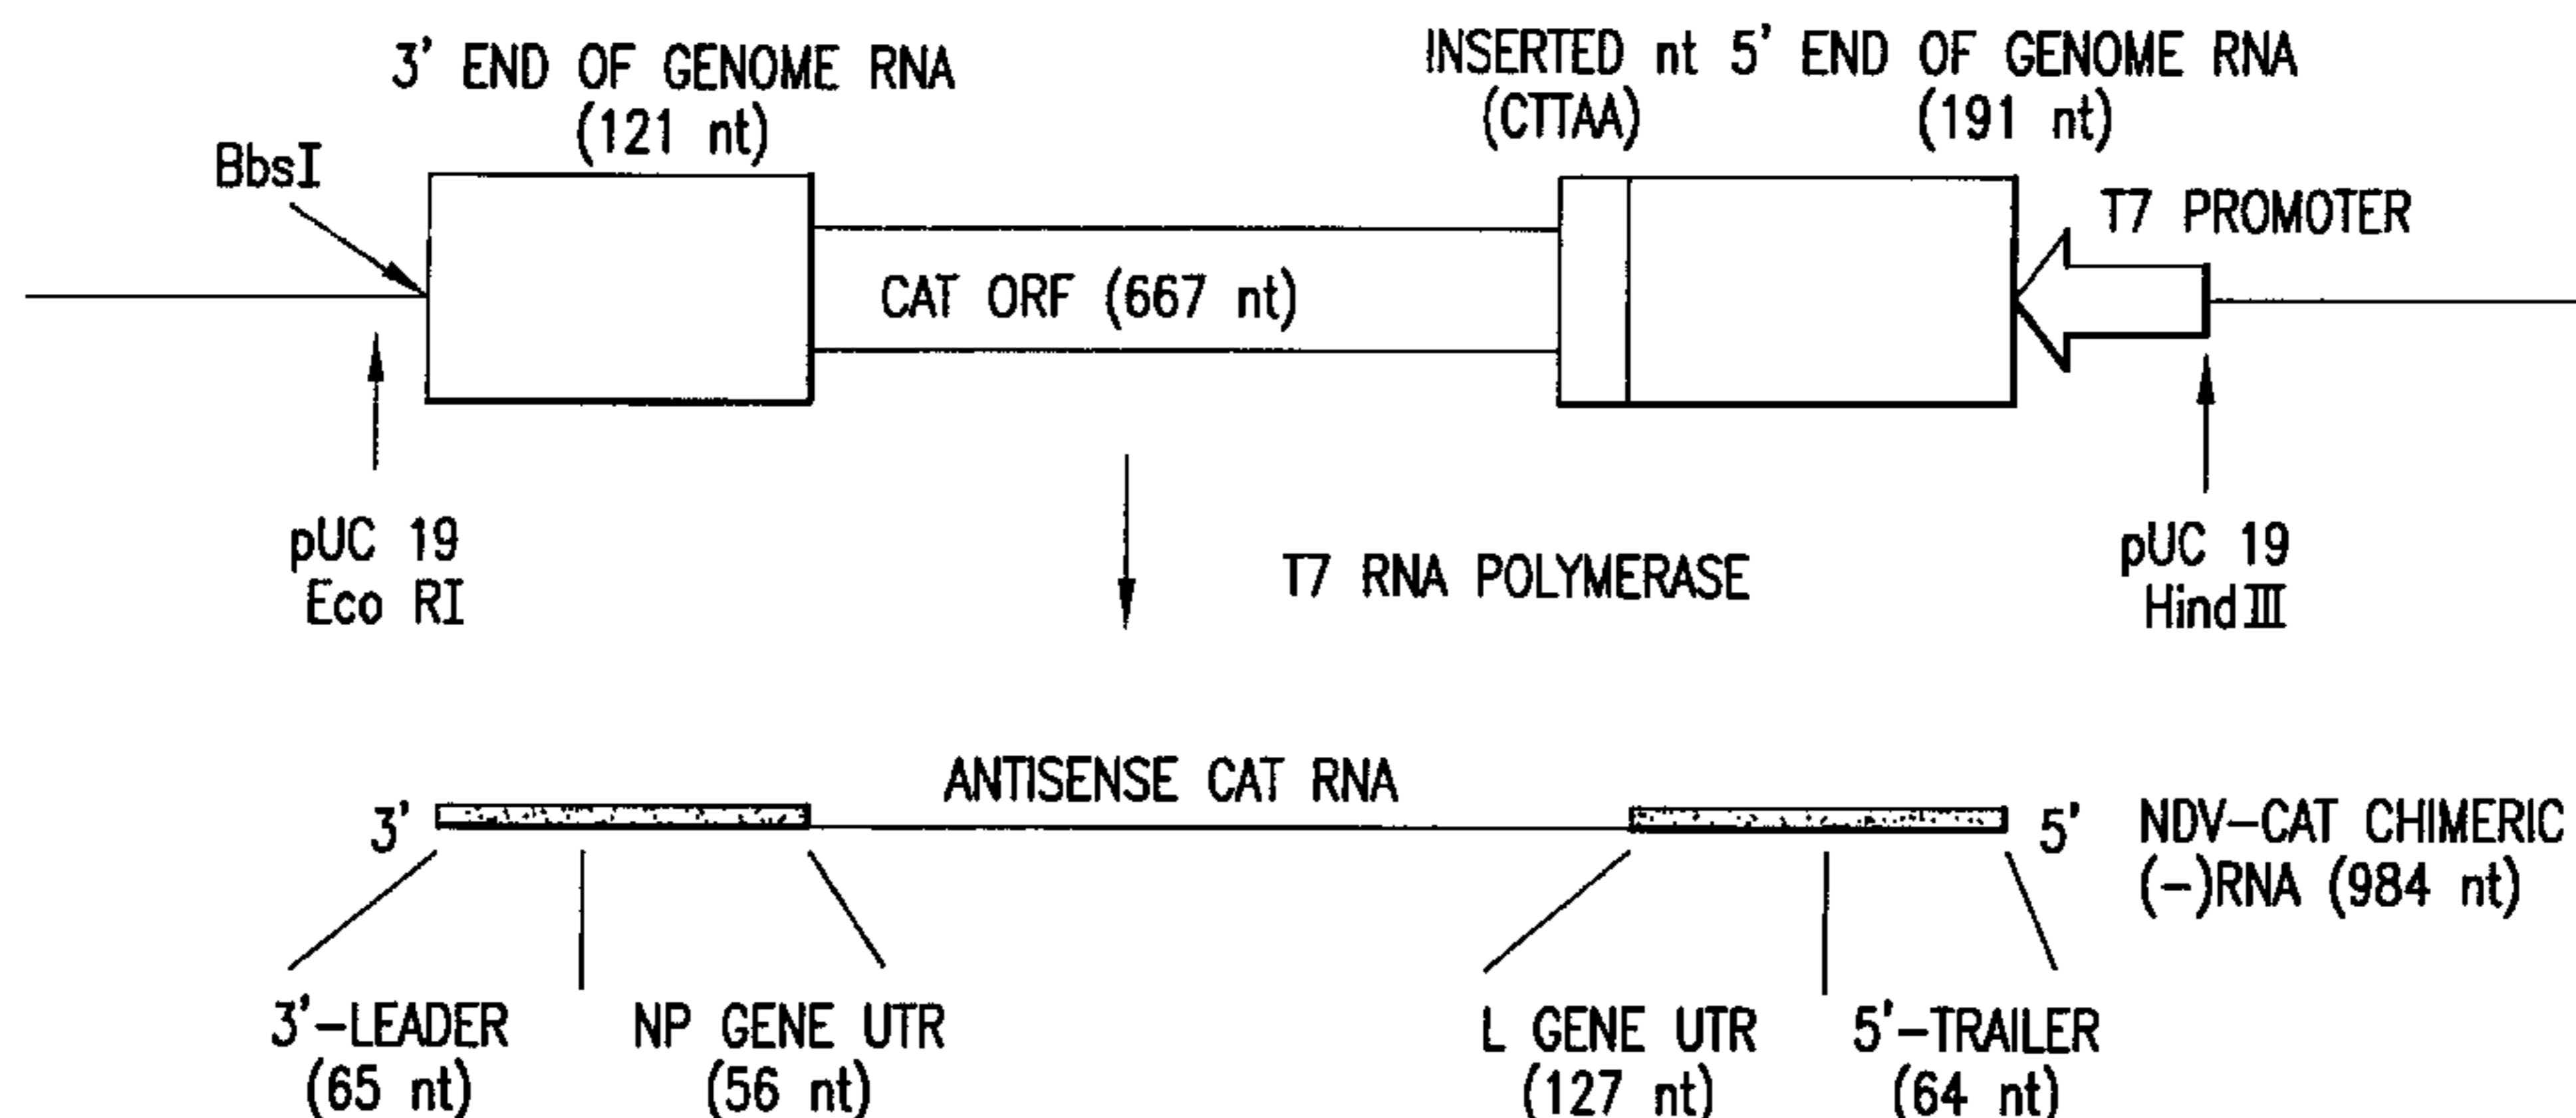 3' END OF GENOME RNA
(121 nt)
INSERTED nt 5' END OF GENOME RNA
(CTTAA)
(191 nt)
BbsI
T7 PROMOTER
CAT ORF (667 nt)
pUC 19
Eco RI
T7 RNA POLYMERASE
pUC 19
HindIII
ANTISENSE CAT RNA
3'
5'
NDV-CAT CHIMERIC
(-)RNA (984 nt)
3'-LEADER
(65 nt)
NP GENE UTR
(56 nt)
L GENE UTR
(127 nt)
5'-TRAILER
(64 nt)